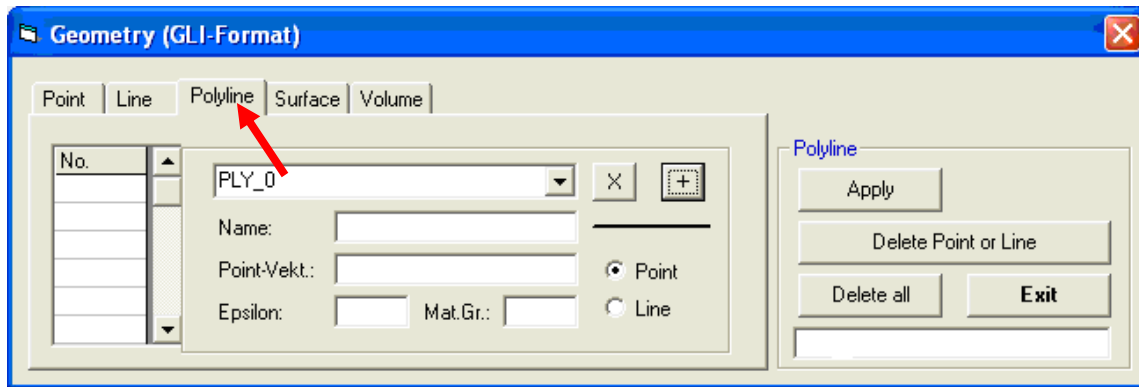 Geometry (GLI-Format)
Point Line Polyline Surface Volume
No.
PLY_0
X +
Name:
Point-Vekt.:
Epsilon: Mat.Gr.:
Point
Line
Polyline
Apply
Delete Point or Line
Delete all Exit